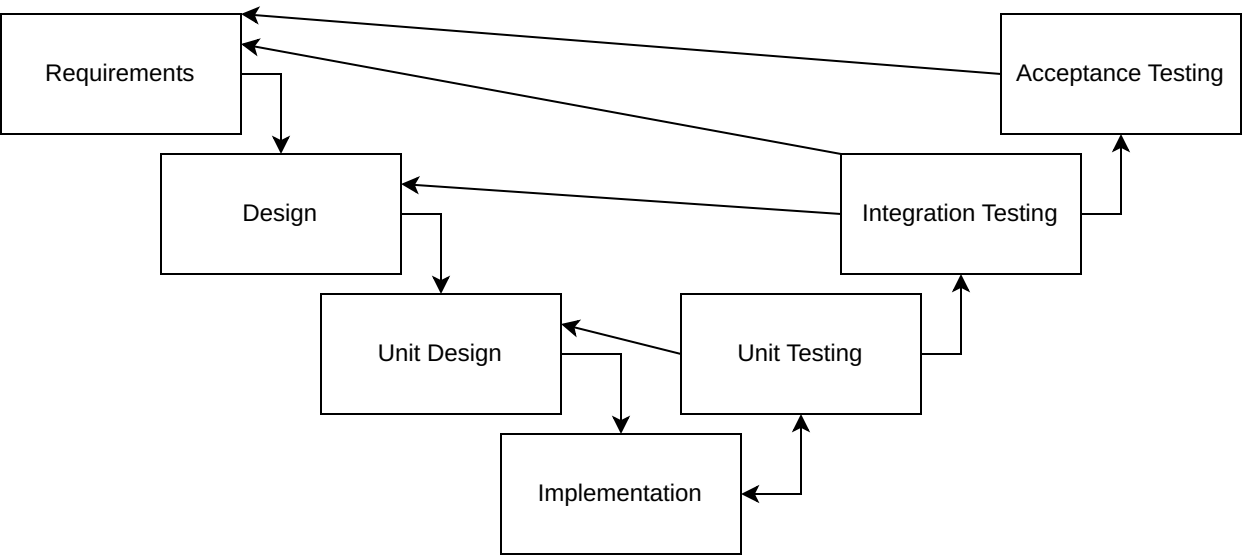 Requirements
Acceptance Testing
Design
Integration Testing
Unit Design
Unit Testing
Implementation